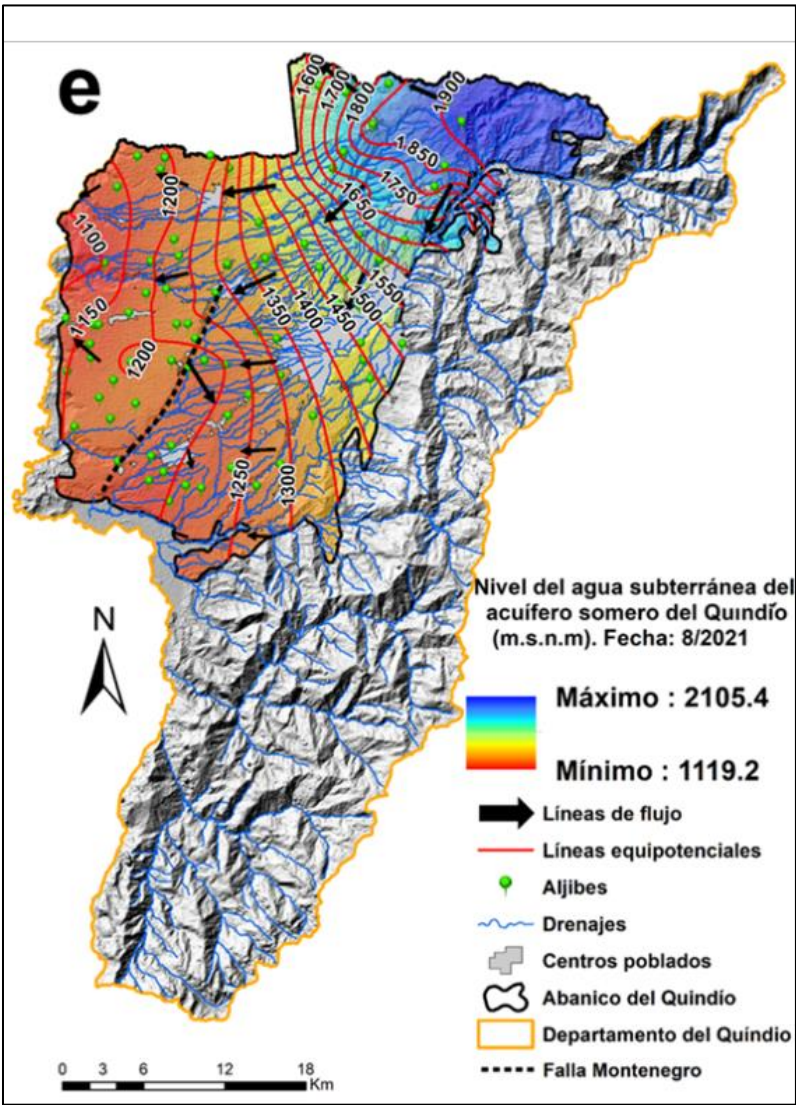 e
1600
1700
1800
1900
1850
1750
1650
1200
1100
1550
1500
1450
1400
1350
1150
1200
1250
1300
N
Nivel del agua subterránea del
acuífero somero del Quindío
(m.s.n.m). Fecha: 8/2021
Máximo : 2105.4
Mínimo : 1119.2
Líneas de flujo
Líneas equipotenciales
Aljibes
Drenajes
Centros poblados
Abanico del Quindío
Departamento del Quíndio
Falla Montenegro
0 3 6 12 18
Km